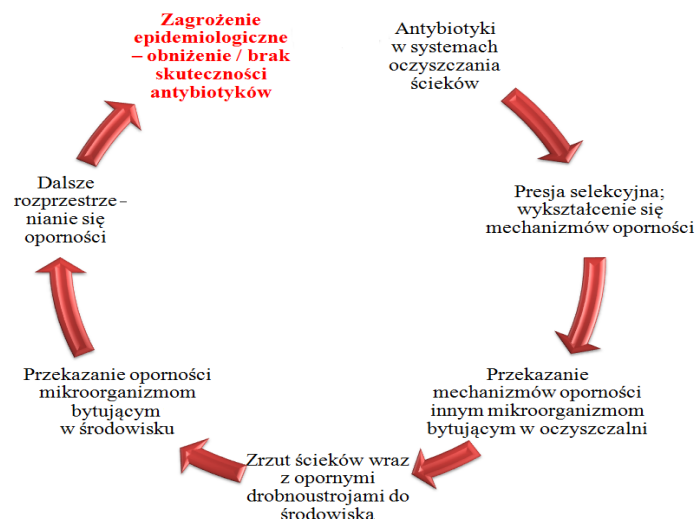 Antybiotyki
w systemach
oczyszczania
ścieków
Presja selekcyjna;
wykształcenie się
mechanizmów oporności
Przekazanie
mechanizmów oporności
innym mikroorganizmom
bytującym w oczyszczalni
Zrzut ścieków wraz
z opornymi
drobnoustrojami do
środowiska
Przekazanie oporności
mikroorganizmom
bytującym
w środowisku
Dalsze
rozprzestrze-
nianie się
oporności
Zagrożenie
epidemiologiczne
– obniżenie / brak
skuteczności
antybiotyków